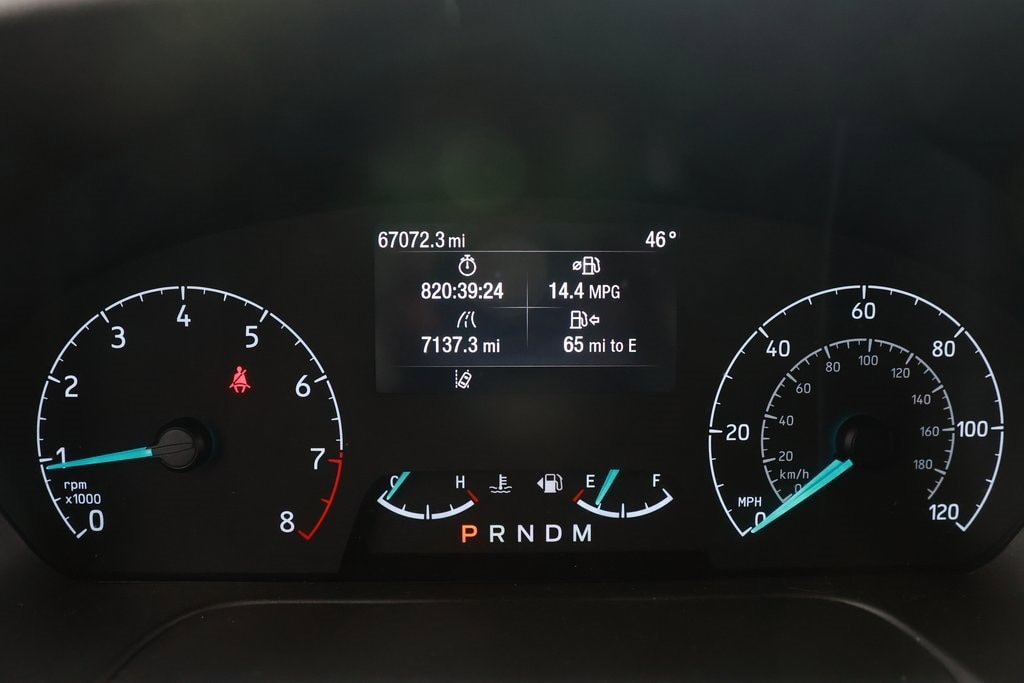 67072.3 mi 46°
820:39:24 14.4 MPG
7137.3 mi 65 mi to E
0 1 2 3 4 5 6 7 8
rpm
x1000
C H
E F
P R N D M
0 20 40 60 80 100 120
MPH
0 20 40 60 80 100 120 140 160 180
km/h